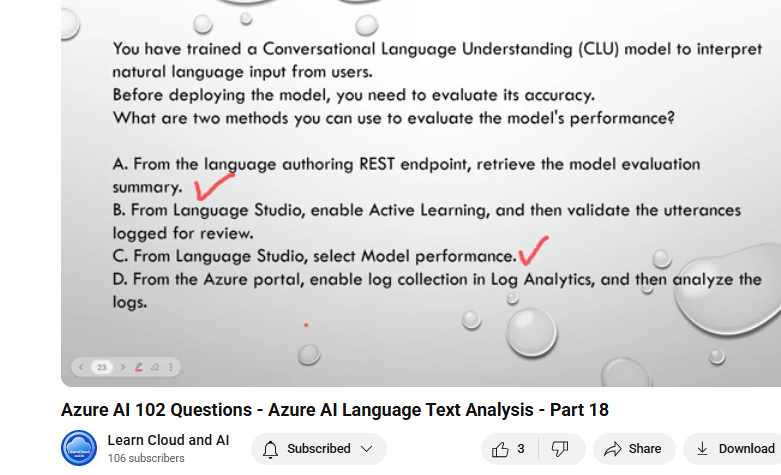 You have trained a Conversational Language Understanding (CLU) model to interpret
natural language input from users.
Before deploying the model, you need to evaluate its accuracy.
What are two methods you can use to evaluate the model's performance?
A. From the language authoring REST endpoint, retrieve the model evaluation
summary.
B. From Language Studio, enable Active Learning, and then validate the utterances
logged for review.
C. From Language Studio, select Model performance.
D. From the Azure portal, enable log collection in Log Analytics, and then analyze the
logs.
23
Azure AI 102 Questions - Azure AI Language Text Analysis - Part 18
Learn Cloud and AI
106 subscribers
Subscribed
3
Share
Download